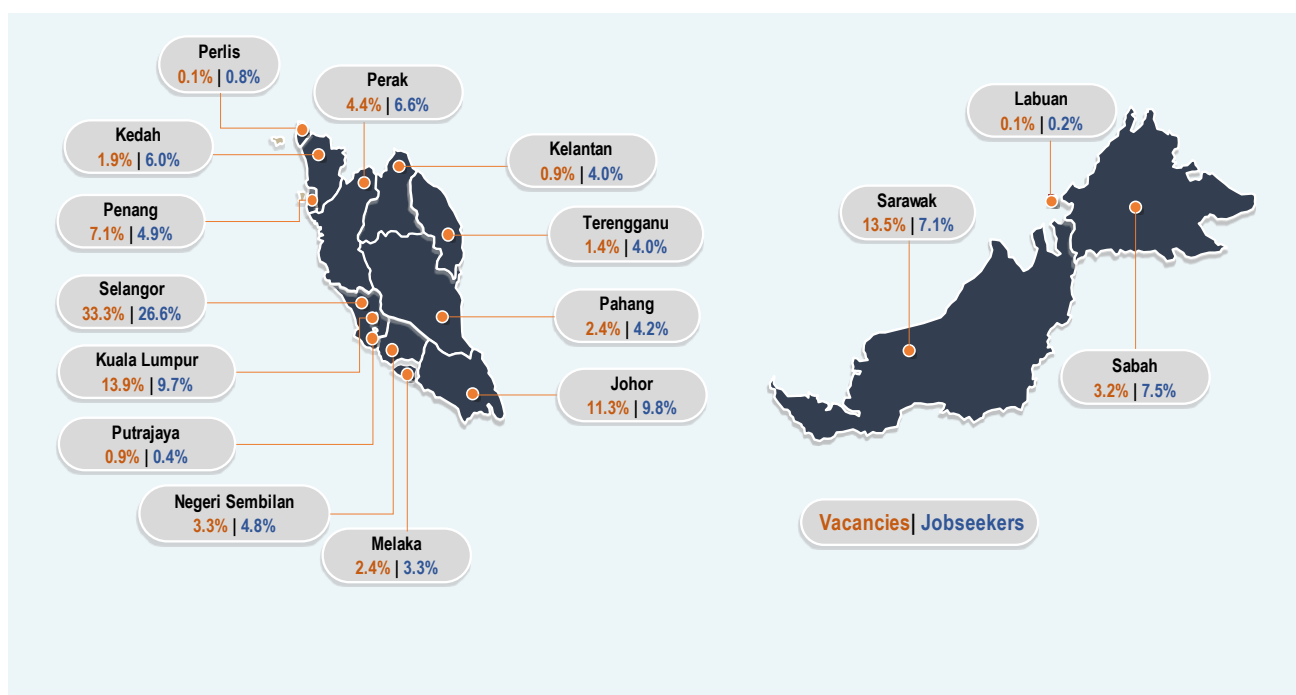 Perlis
0.1% | 0.8%
Perak
4.4% | 6.6%
Kedah
1.9% | 6.0%
Kelantan
0.9% | 4.0%
Penang
7.1% | 4.9%
Terengganu
1.4% | 4.0%
Selangor
33.3% | 26.6%
Pahang
2.4% | 4.2%
Kuala Lumpur
13.9% | 9.7%
Johor
11.3% | 9.8%
Putrajaya
0.9% | 0.4%
Negeri Sembilan
3.3% | 4.8%
Melaka
2.4% | 3.3%
Labuan
0.1% | 0.2%
Sarawak
13.5% | 7.1%
Sabah
3.2% | 7.5%
Vacancies| Jobseekers